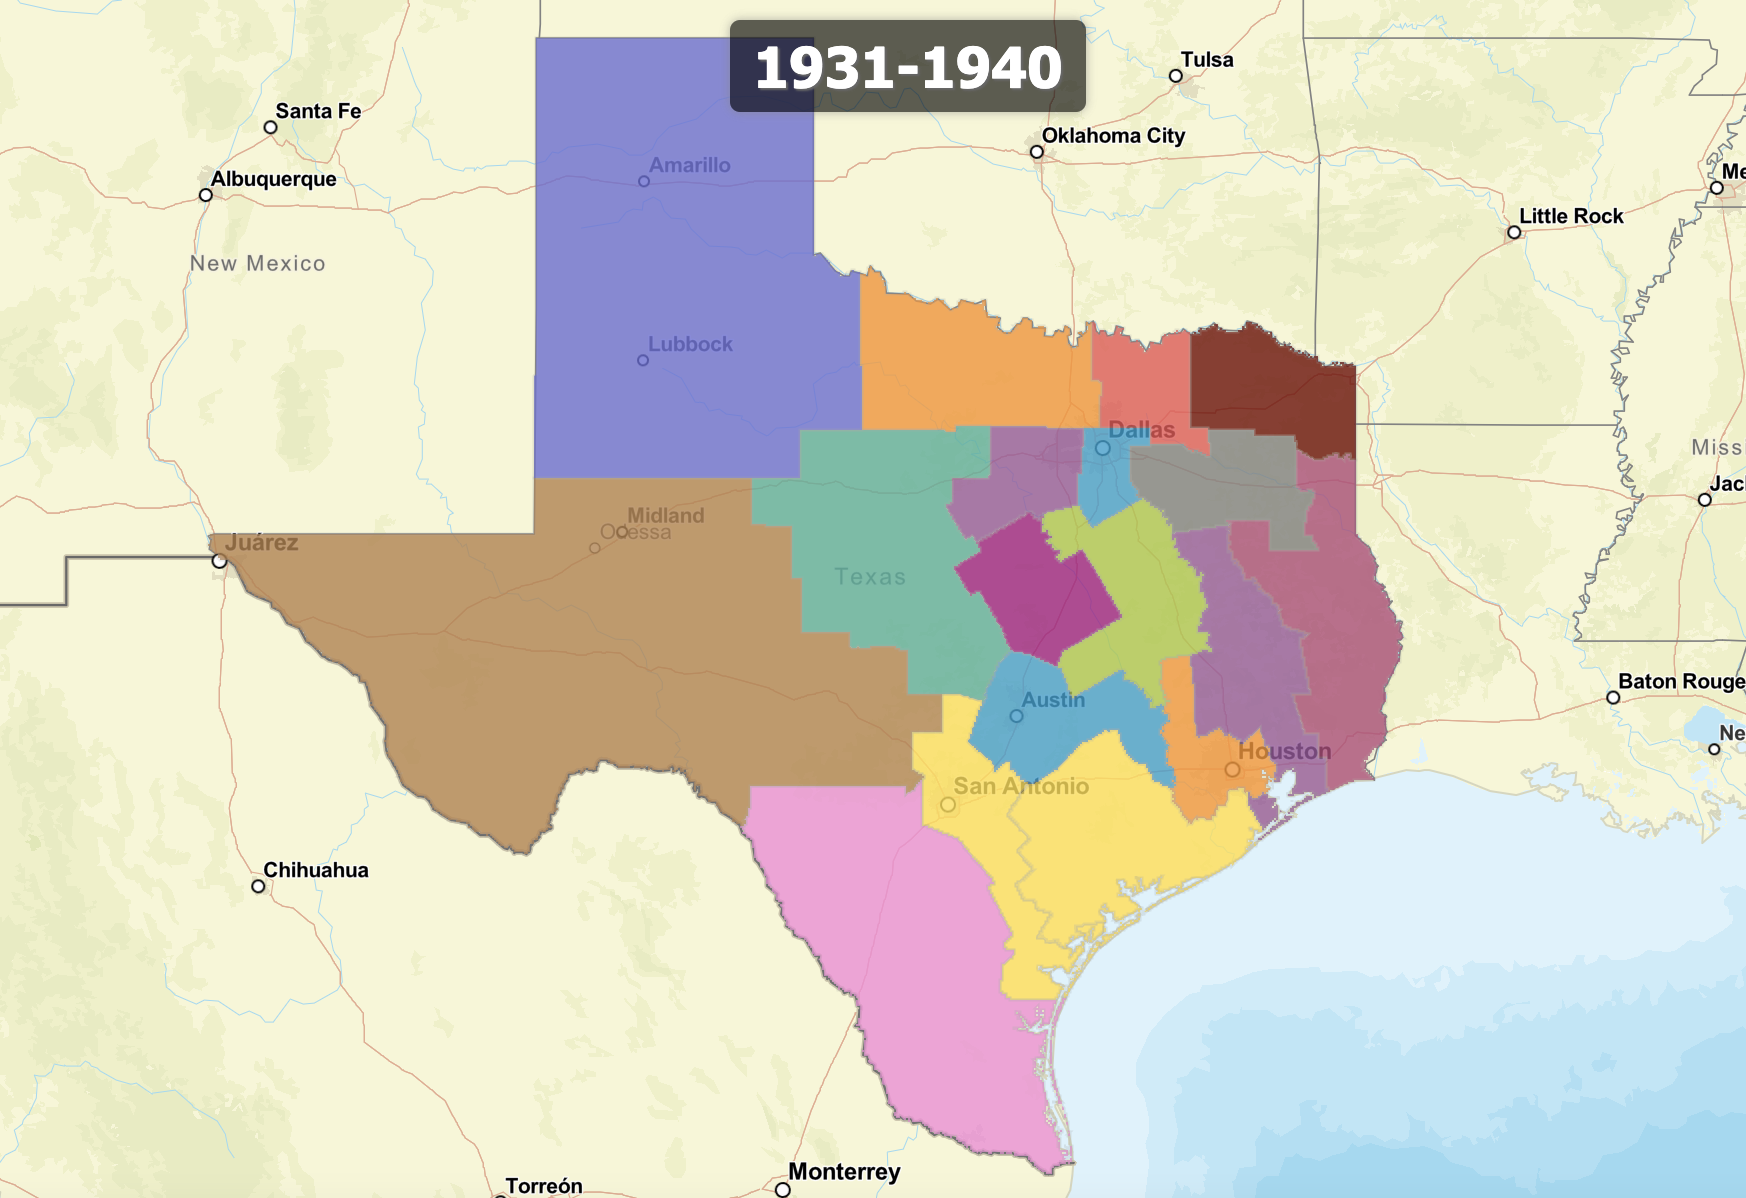 1931-1940
Tulsa
Santa Fe
Oklahoma City
Amarillo
Albuquerque
Me
Little Rock
New Mexico
Lubbock
Dallas
Miss
Jac
Midland
Odessa
Juárez
Texas
Baton Rouge
Austin
Ne
Houston
San Antonio
Chihuahua
Monterrey
Torreón